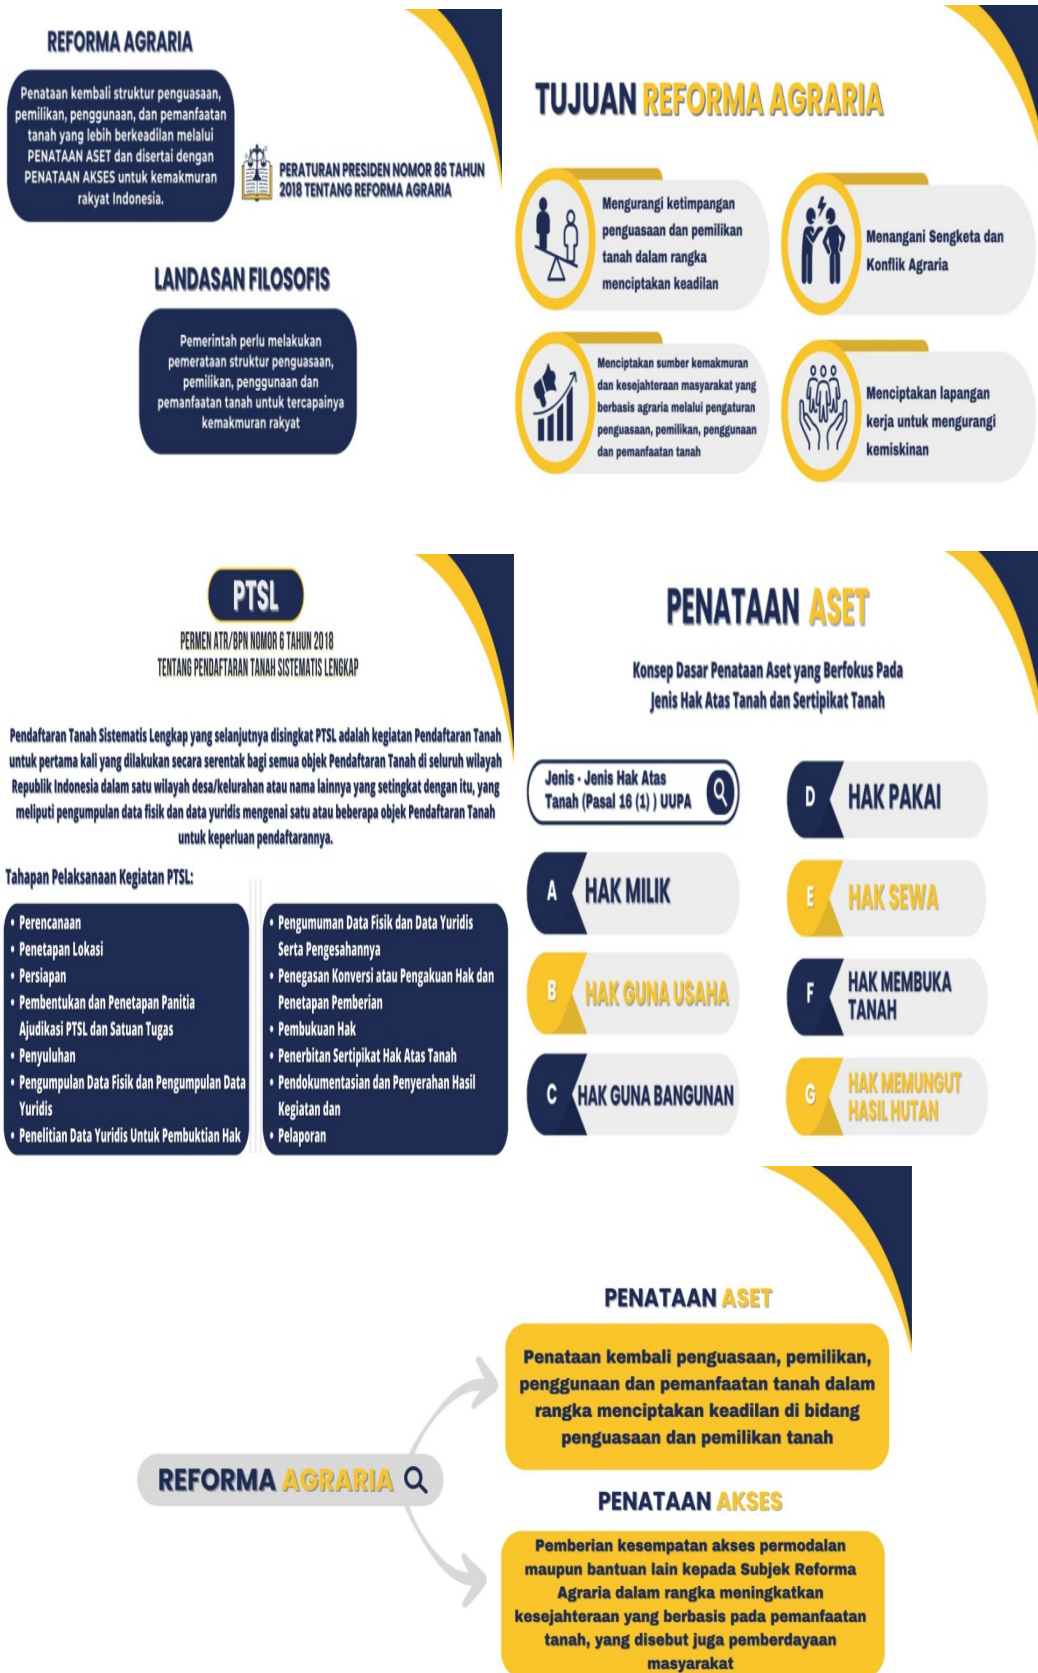 REFORMA AGRARIA
Penataan kembali struktur penguasaan,
pemilikan, penggunaan, dan pemanfaatan
tanah yang lebih berkeadilan melalui
PENATAAN ASET dan disertai dengan
PENATAAN AKSES untuk kemakmuran
rakyat Indonesia.
PERATURAN PRESIDEN NOMOR 86 TAHUN
2018 TENTANG REFORMA AGRARIA
LANDASAN FILOSOFIS
Pemerintah perlu melakukan
pemerataan struktur penguasaan,
pemilikan, penggunaan dan
pemanfaatan tanah untuk tercapainya
kemakmuran rakyat
TUJUAN REFORMA AGRARIA
Mengurangi ketimpangan
penguasaan dan pemilikan
tanah dalam rangka
menciptakan keadilan
Menangani Sengketa dan
Konflik Agraria
Menciptakan sumber kemakmuran
dan kesejahteraan masyarakat yang
berbasis agraria melalui pengaturan
penguasaan, pemilikan, penggunaan
dan pemanfaatan tanah
Menciptakan lapangan
kerja untuk mengurangi
kemiskinan
PTSL
PERMEN ATR/BPN NOMOR 6 TAHUN 2018
TENTANG PENDAFTARAN TANAH SISTEMATIS LENGKAP
Pendaftaran Tanah Sistematis Lengkap yang selanjutnya disingkat PTSL adalah kegiatan Pendaftaran Tanah
untuk pertama kali yang dilakukan secara serentak bagi semua objek Pendaftaran Tanah di seluruh wilayah
Republik Indonesia dalam satu wilayah desa/kelurahan atau nama lainnya yang setingkat dengan itu, yang
meliputi pengumpulan data fisik dan data yuridis mengenai satu atau beberapa objek Pendaftaran Tanah
untuk keperluan pendaftarannya.
Tahapan Pelaksanaan Kegiatan PTSL:
• Perencanaan
• Penetapan Lokasi
• Persiapan
• Pembentukan dan Penetapan Panitia
Ajudikasi PTSL dan Satuan Tugas
• Penyuluhan
• Pengumpulan Data Fisik dan Pengumpulan Data
Yuridis
• Penelitian Data Yuridis Untuk Pembuktian Hak
• Pengumuman Data Fisik dan Data Yuridis
Serta Pengesahannya
• Penegasan Konversi atau Pengakuan Hak dan
Penetapan Pemberian
• Pembukuan Hak
• Penerbitan Sertipikat Hak Atas Tanah
• Pendokumentasian dan Penyerahan Hasil
Kegiatan dan
• Pelaporan
PENATAAN ASET
Konsep Dasar Penataan Aset yang Berfokus Pada
Jenis Hak Atas Tanah dan Sertipikat Tanah
Jenis - Jenis Hak Atas
Tanah (Pasal 16 (1) ) UUPA
A HAK MILIK
B HAK GUNA USAHA
C HAK GUNA BANGUNAN
D HAK PAKAI
E HAK SEWA
F HAK MEMBUKA
TANAH
G HAK MEMUNGUT
HASIL HUTAN
REFORMA AGRARIA
PENATAAN ASET
Penataan kembali penguasaan, pemilikan,
penggunaan dan pemanfaatan tanah dalam
rangka menciptakan keadilan di bidang
penguasaan dan pemilikan tanah
PENATAAN AKSES
Pemberian kesempatan akses permodalan
maupun bantuan lain kepada Subjek Reforma
Agraria dalam rangka meningkatkan
kesejahteraan yang berbasis pada pemanfaatan
tanah, yang disebut juga pemberdayaan
masyarakat